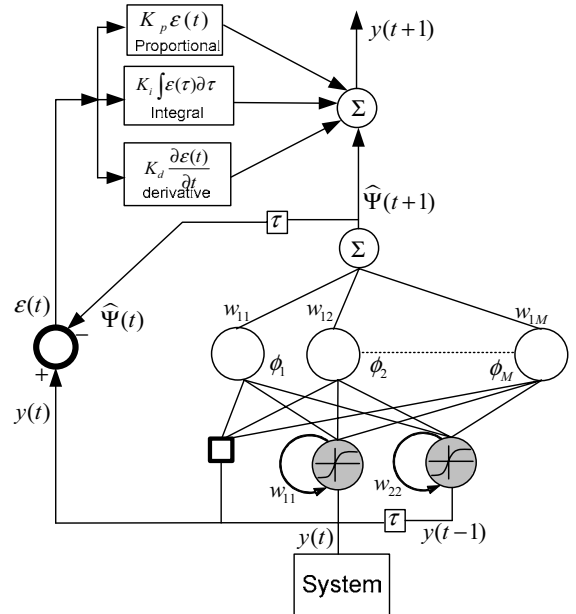 K_p ε(t)
Proportional
y(t+1)
K_i ∫ε(τ)∂τ
Integral
Σ
K_d ∂ε(t)/∂t
derivative
τ
Ψ̂(t+1)
Σ
ε(t)
−
Ψ̂(t)
w_11
w_12
w_1M
+
ϕ_1
ϕ_2
ϕ_M
y(t)
w_11
w_22
τ
y(t)
y(t−1)
System